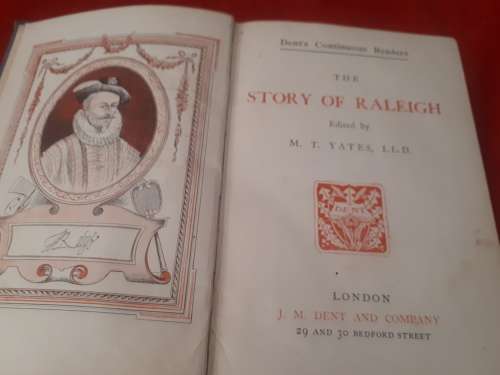 Dent's Continuous Readers
THE
STORY OF RALEIGH
Edited by
M. T. YATES, LL.D.
DENT
LONDON
J. M. DENT AND COMPANY
29 AND 30 BEDFORD STREET